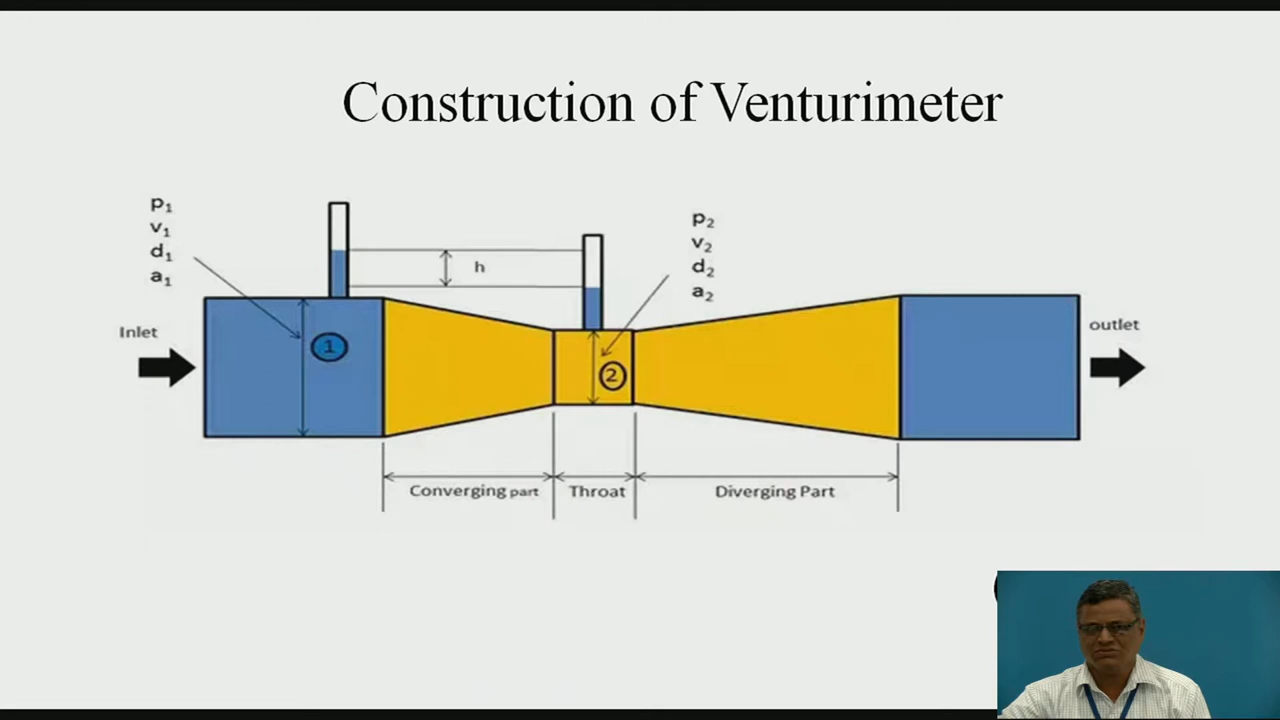 Construction of Venturimeter
p₁
v₁
d₁
a₁
p₂
v₂
d₂
a₂
h
Inlet
1
2
outlet
Converging part
Throat
Diverging Part